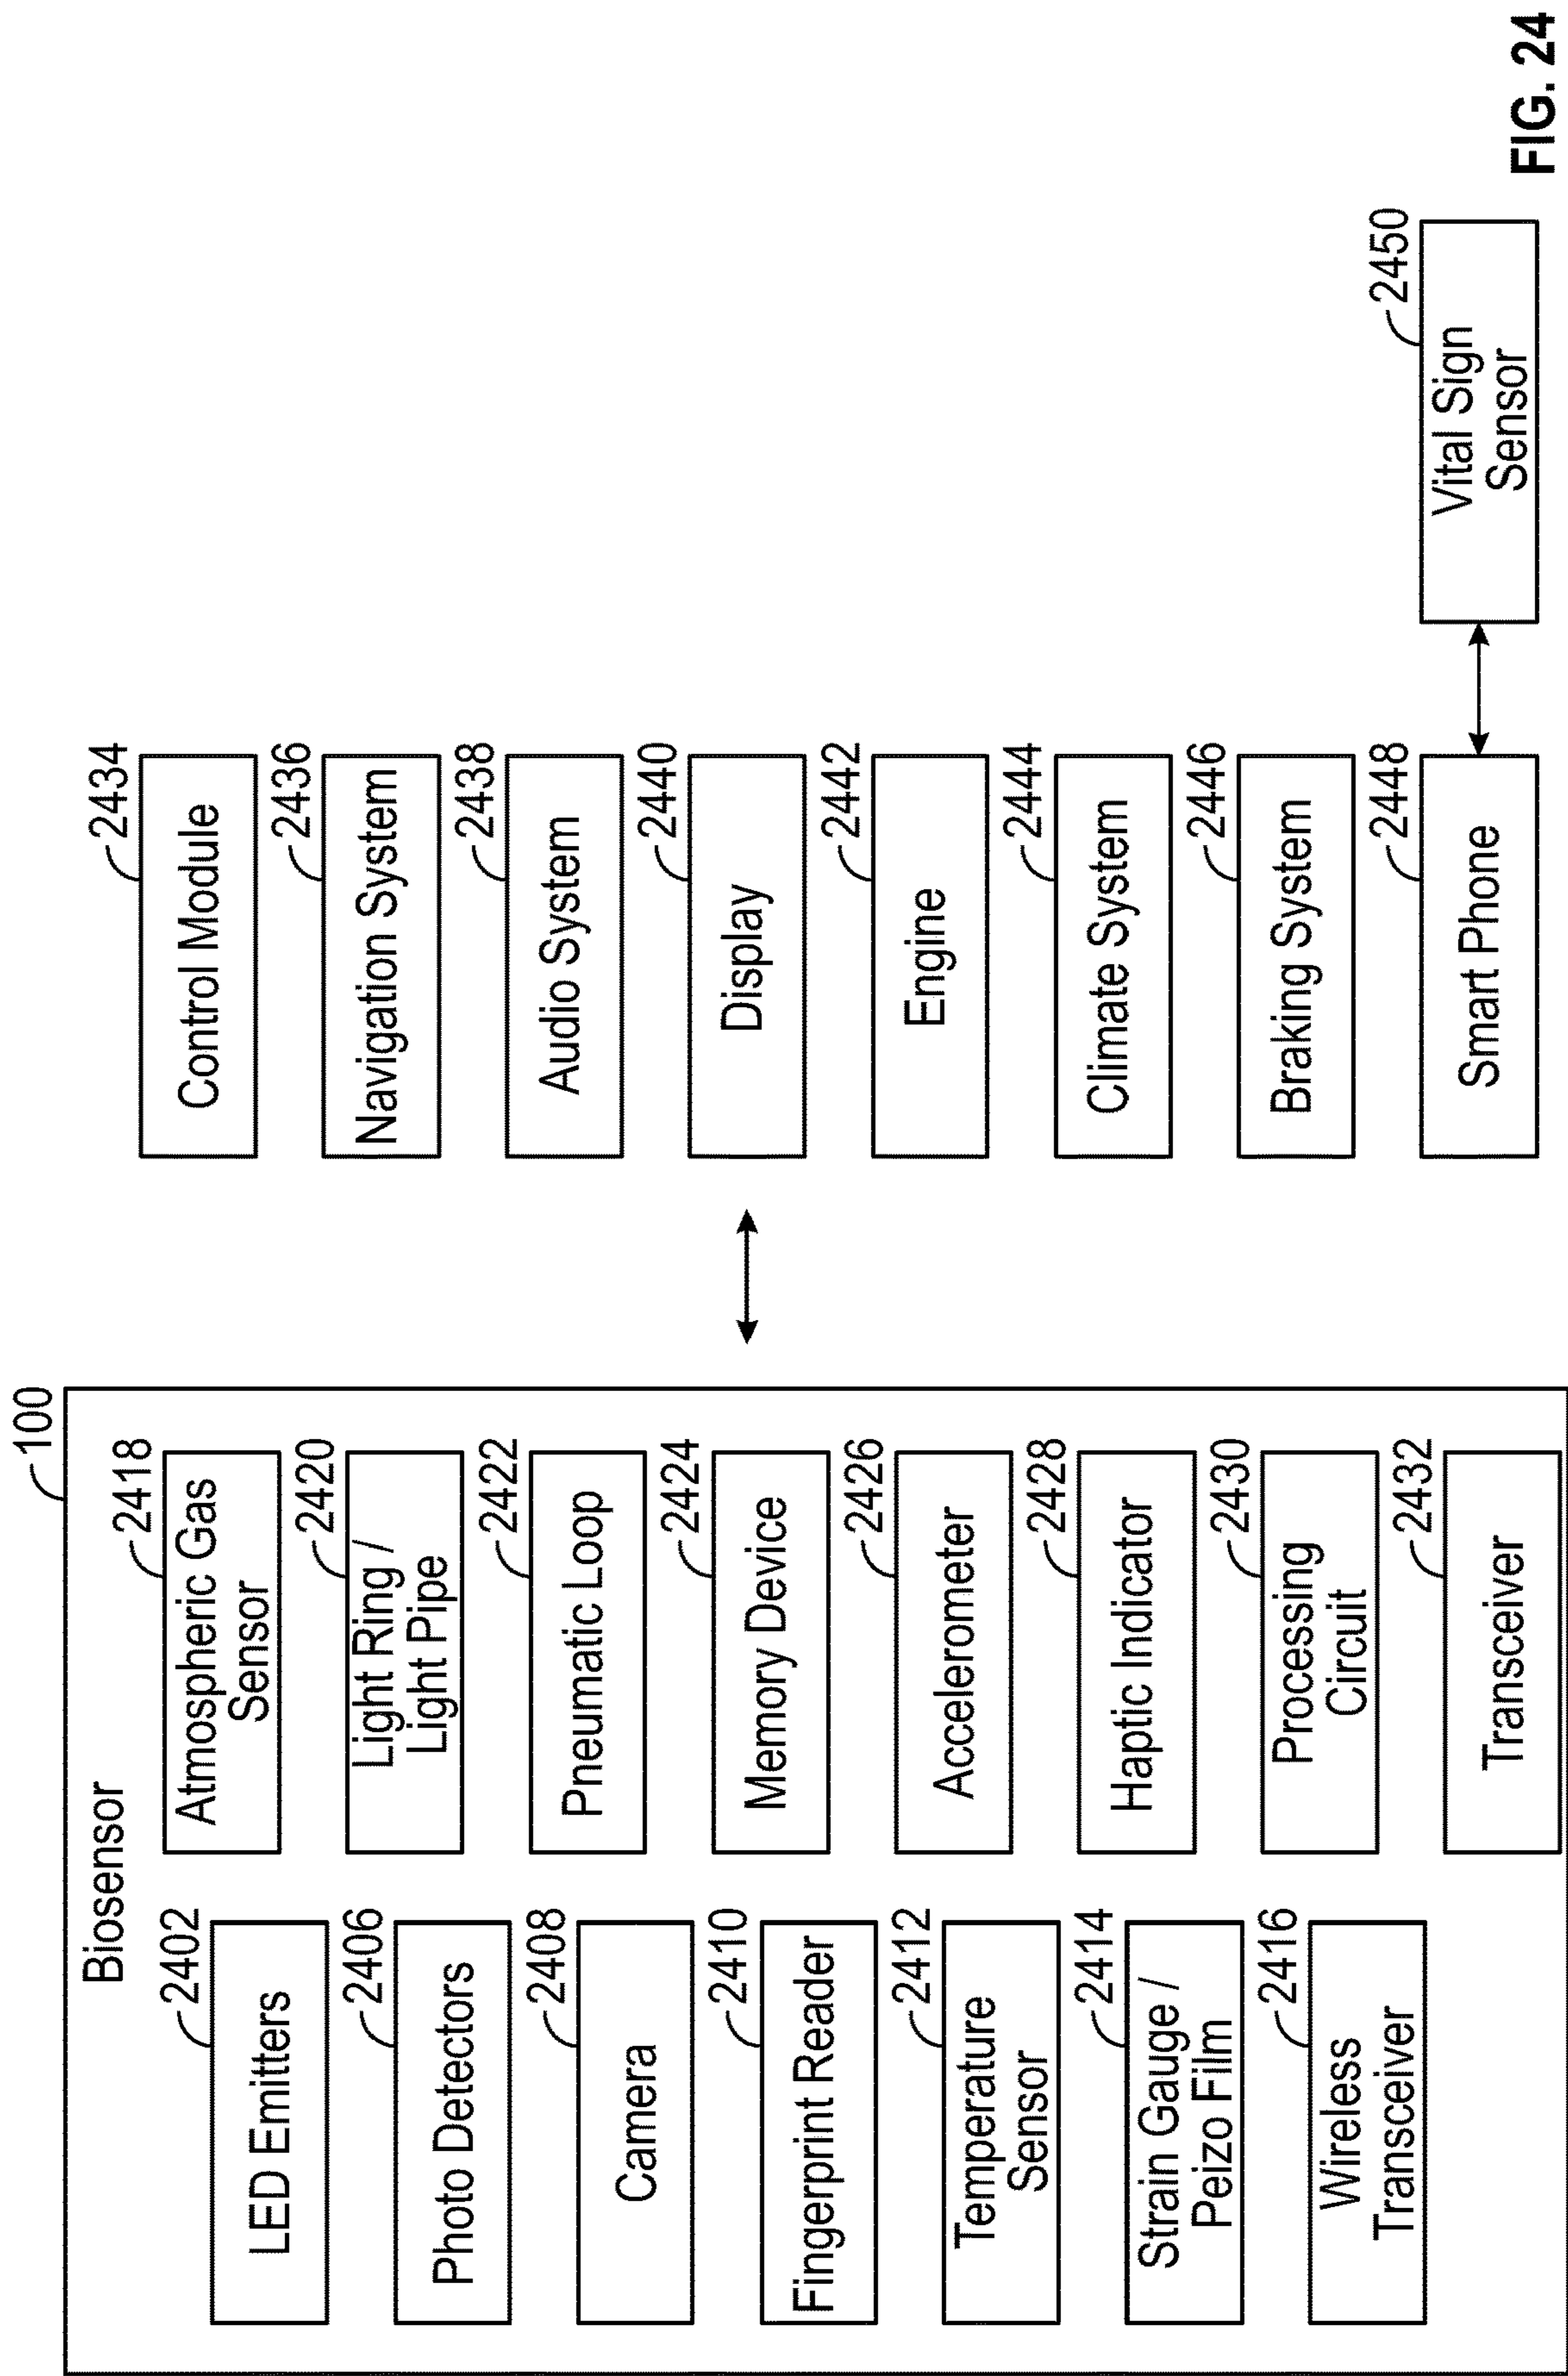 100
Biosensor
2402
LED Emitters
2406
Photo Detectors
2408
Camera
2410
Fingerprint Reader
2412
Temperature
Sensor
2414
Strain Gauge /
Peizo Film
2416
Wireless
Transceiver
2418
Atmospheric Gas
Sensor
2420
Light Ring /
Light Pipe
2422
Pneumatic Loop
2424
Memory Device
2426
Accelerometer
2428
Haptic Indicator
2430
Processing
Circuit
2432
Transceiver
2434
Control Module
2436
Navigation System
2438
Audio System
2440
Display
2442
Engine
2444
Climate System
2446
Braking System
2448
Smart Phone
2450
Vital Sign
Sensor
FIG. 24